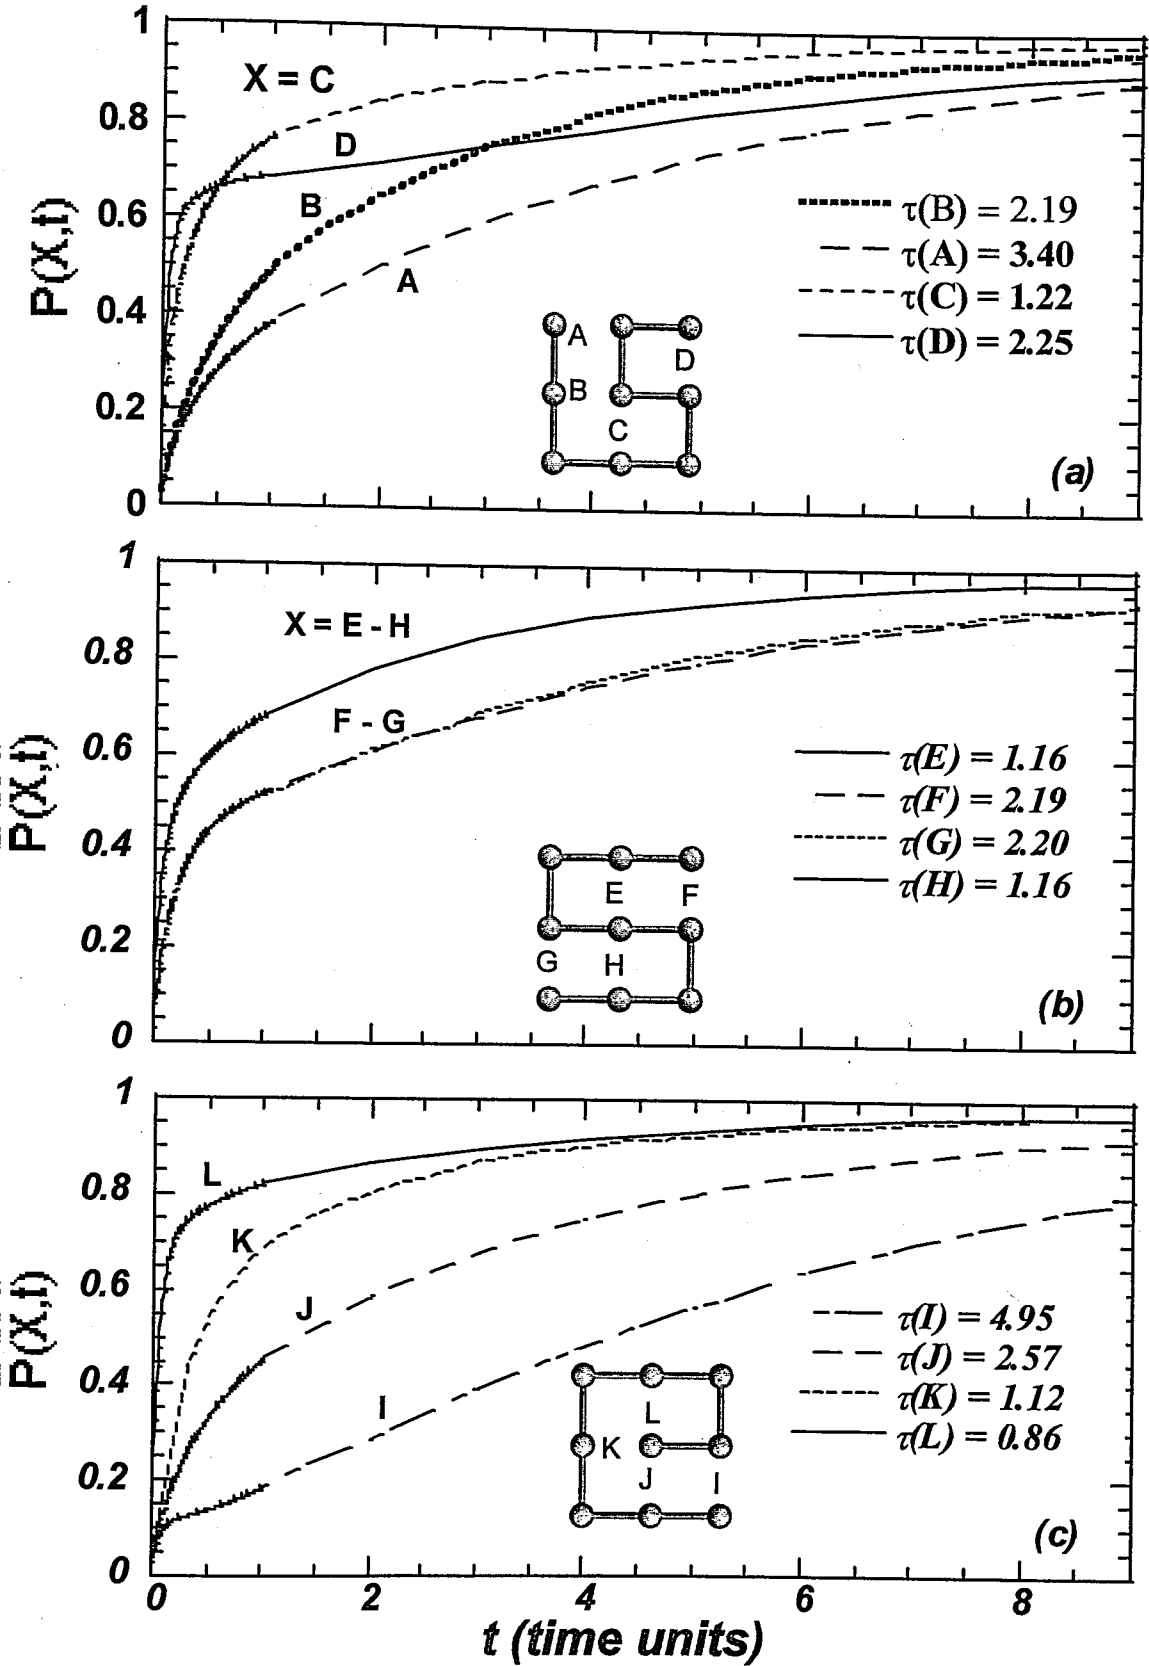 1
0.8
0.6
0.4
0.2
0
P(X,t)
X = C
D
B
A
τ(B) = 2.19
τ(A) = 3.40
τ(C) = 1.22
τ(D) = 2.25
A
D
B
C
(a)
1
0.8
0.6
0.4
0.2
0
P(X,t)
X = E - H
F - G
τ(E) = 1.16
τ(F) = 2.19
τ(G) = 2.20
τ(H) = 1.16
E F
G H
(b)
1
0.8
0.6
0.4
0.2
0
P(X,t)
L
K
J
I
τ(I) = 4.95
τ(J) = 2.57
τ(K) = 1.12
τ(L) = 0.86
L
K
J I
(c)
0 2 4 6 8
t (time units)